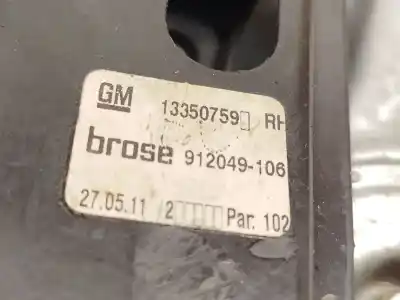 GM 13350759▯ RH
brose 912049-106
27.05.11 2▯▯▯▯▯ Par. 102